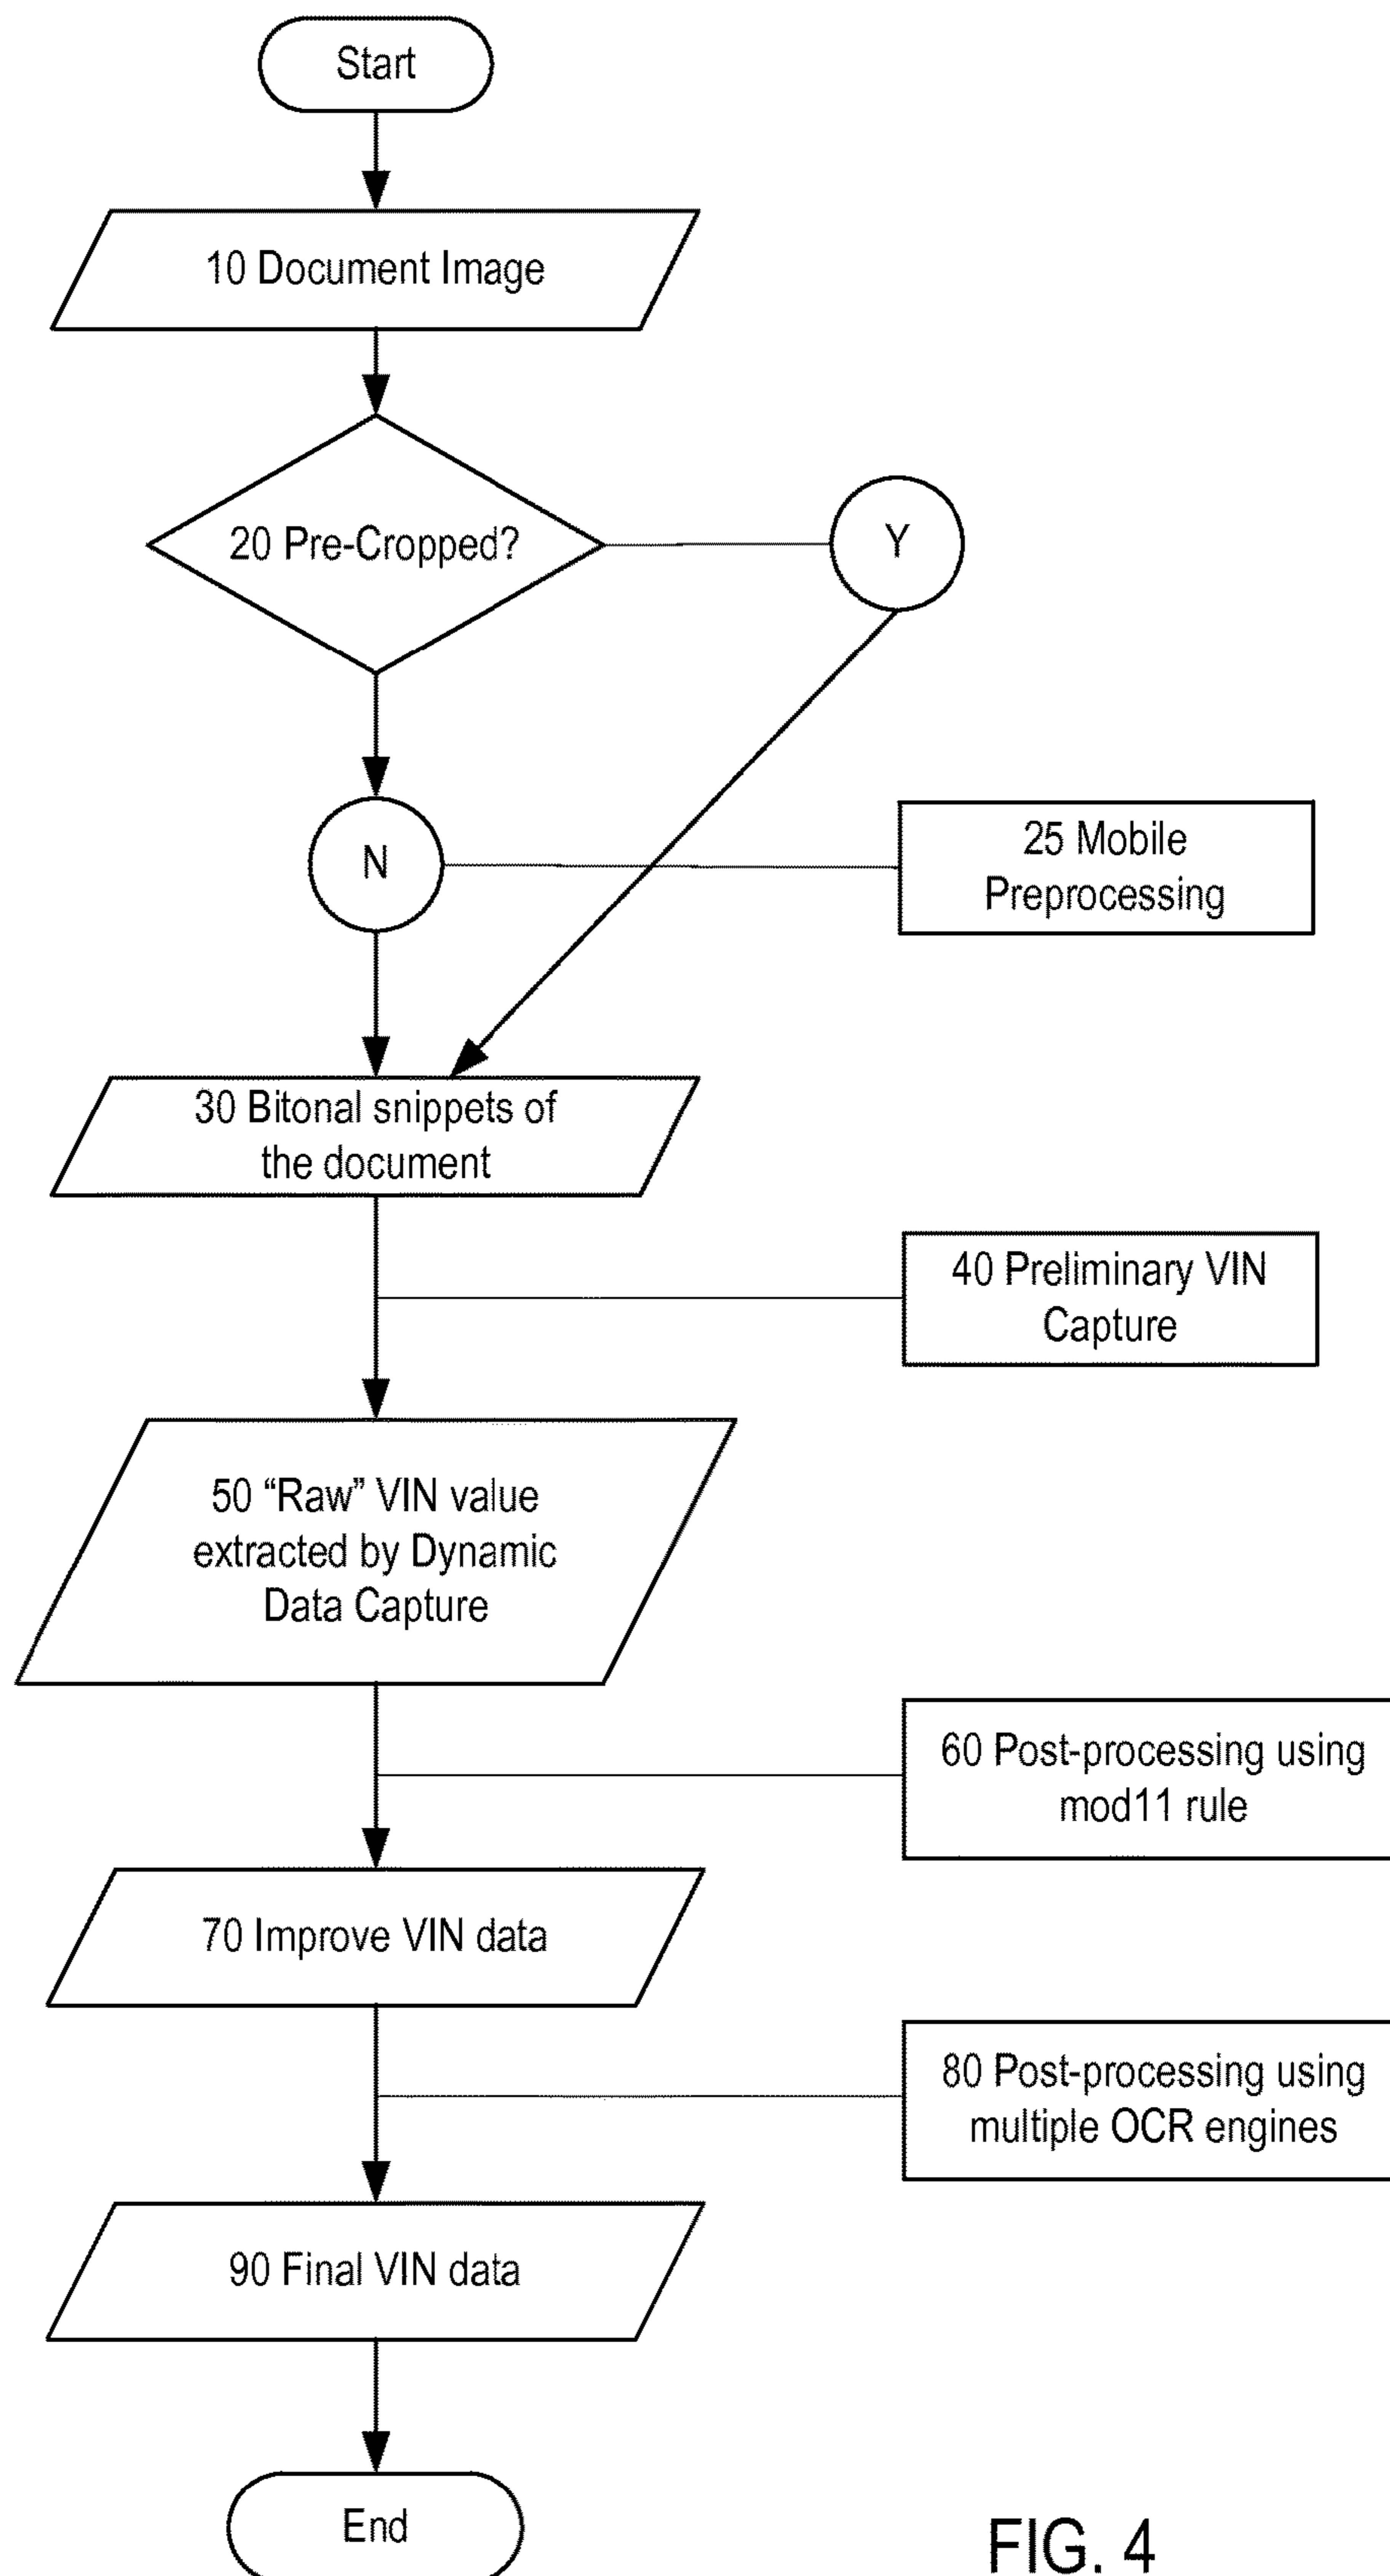 Start
10 Document Image
20 Pre-Cropped?
Y
N
25 Mobile
Preprocessing
30 Bitonal snippets of
the document
40 Preliminary VIN
Capture
50 “Raw” VIN value
extracted by Dynamic
Data Capture
60 Post-processing using
mod11 rule
70 Improve VIN data
80 Post-processing using
multiple OCR engines
90 Final VIN data
End
FIG. 4